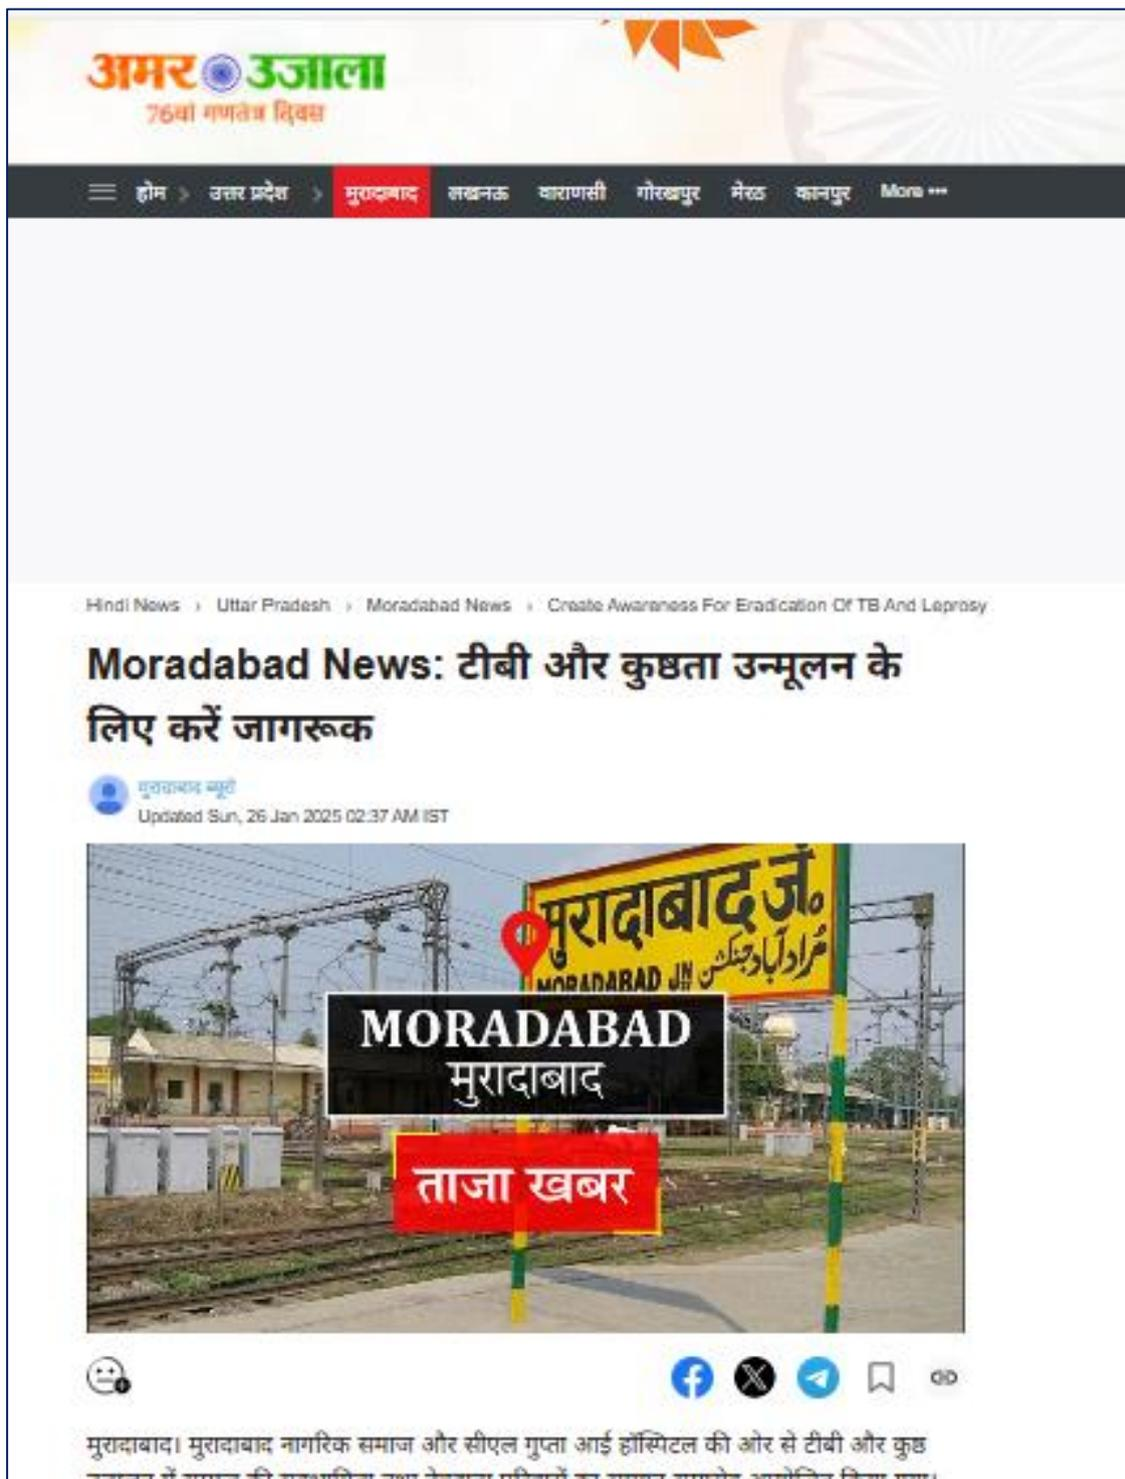 अमर उजाला
76वां गणतंत्र दिवस
होम > उत्तर प्रदेश > मुरादाबाद लखनऊ वाराणसी गोरखपुर मेरठ कानपुर More •••
Hindi News › Uttar Pradesh › Moradabad News › Create Awareness For Eradication Of TB And Leprosy
Moradabad News: टीबी और कुष्ठता उन्मूलन के
लिए करें जागरूक
मुरादाबाद ब्यूरो
Updated Sun, 26 Jan 2025 02:37 AM IST
मुरादाबाद जं०
MORADABAD JN مُرادآباد جنکشن
MORADABAD
मुरादाबाद
ताजा खबर
मुरादाबाद। मुरादाबाद नागरिक समाज और सीएल गुप्ता आई हॉस्पिटल की ओर से टीबी और कुष्ठ